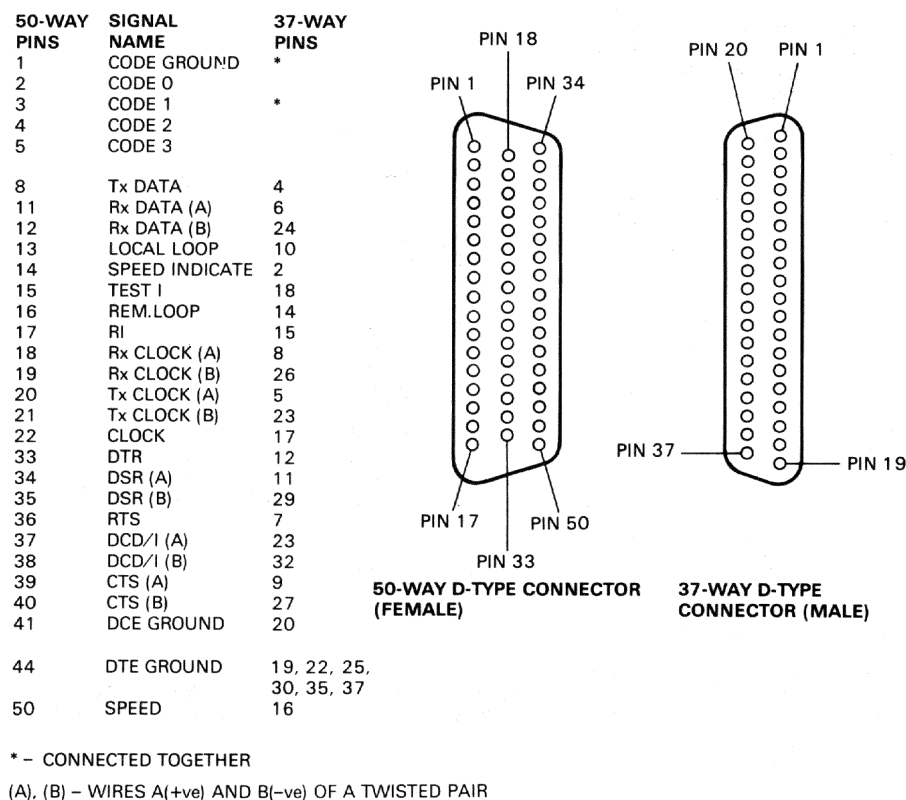 50-WAY PINS SIGNAL NAME 37-WAY PINS
1 CODE GROUND *
2 CODE 0
3 CODE 1 *
4 CODE 2
5 CODE 3
8 Tx DATA 4
11 Rx DATA (A) 6
12 Rx DATA (B) 24
13 LOCAL LOOP 10
14 SPEED INDICATE 2
15 TEST I 18
16 REM.LOOP 14
17 RI 15
18 Rx CLOCK (A) 8
19 Rx CLOCK (B) 26
20 Tx CLOCK (A) 5
21 Tx CLOCK (B) 23
22 CLOCK 17
33 DTR 12
34 DSR (A) 11
35 DSR (B) 29
36 RTS 7
37 DCD/I (A) 23
38 DCD/I (B) 32
39 CTS (A) 9
40 CTS (B) 27
41 DCE GROUND 20
44 DTE GROUND 19, 22, 25,
30, 35, 37
50 SPEED 16
* – CONNECTED TOGETHER
(A), (B) – WIRES A(+ve) AND B(–ve) OF A TWISTED PAIR
PIN 18
PIN 1 PIN 34
PIN 17 PIN 50
PIN 33
50-WAY D-TYPE CONNECTOR
(FEMALE)
PIN 20 PIN 1
PIN 37 PIN 19
37-WAY D-TYPE
CONNECTOR (MALE)